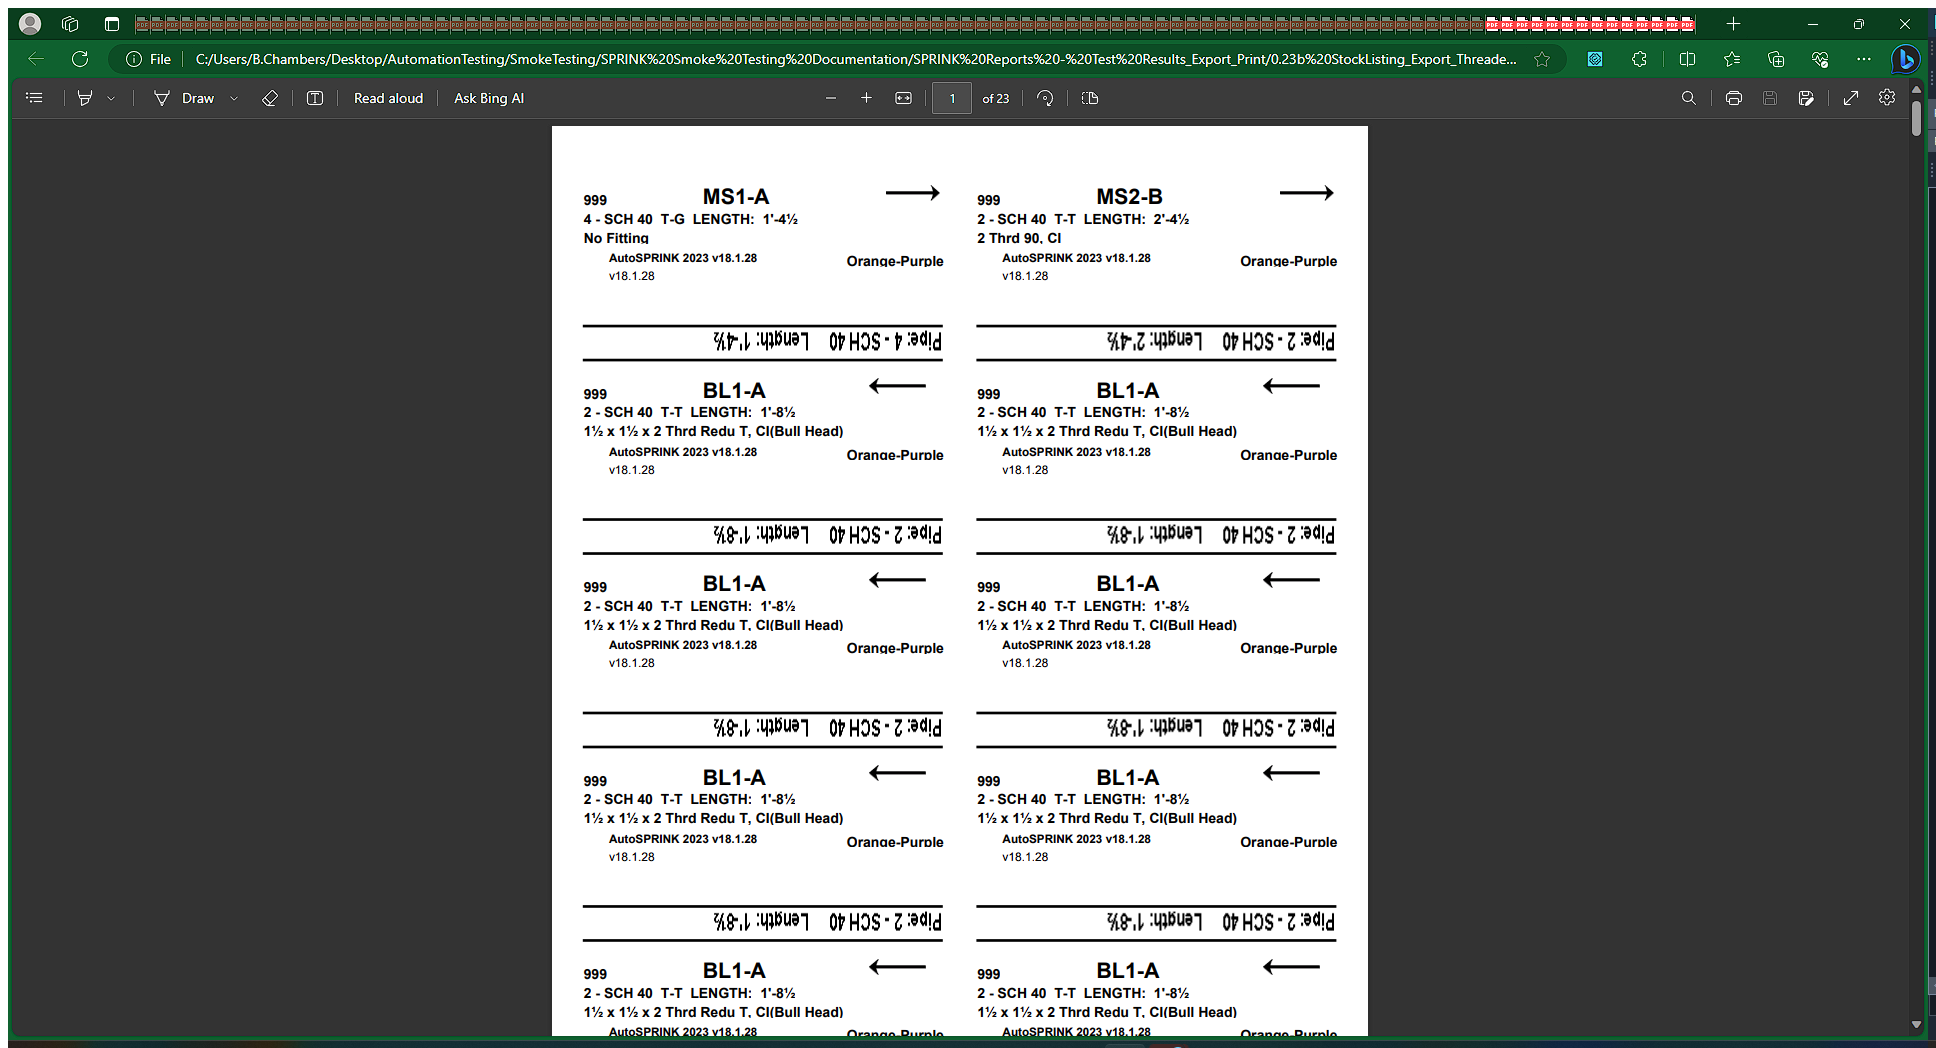 File C:/Users/B.Chambers/Desktop/AutomationTesting/SmokeTesting/SPRINK%20Smoke%20Testing%20Documentation/SPRINK%20Reports%20-%20Test%20Results_Export_Print/0.23b%20StockListing_Export_Threade...
Draw Read aloud Ask Bing AI 1 of 23
999 MS1-A
4 - SCH 40 T-G LENGTH: 1'-4½
No Fitting
AutoSPRINK 2023 v18.1.28 Orange-Purple
v18.1.28
Pipe: 4 - SCH 40 Length: 1'-4½
999 MS2-B
2 - SCH 40 T-T LENGTH: 2'-4½
2 Thrd 90, CI
AutoSPRINK 2023 v18.1.28 Orange-Purple
v18.1.28
Pipe: 2 - SCH 40 Length: 2'-4½
999 BL1-A
2 - SCH 40 T-T LENGTH: 1'-8½
1½ x 1½ x 2 Thrd Redu T, CI(Bull Head)
AutoSPRINK 2023 v18.1.28 Orange-Purple
v18.1.28
Pipe: 2 - SCH 40 Length: 1'-8½
999 BL1-A
2 - SCH 40 T-T LENGTH: 1'-8½
1½ x 1½ x 2 Thrd Redu T, CI(Bull Head)
AutoSPRINK 2023 v18.1.28 Orange-Purple
v18.1.28
Pipe: 2 - SCH 40 Length: 1'-8½
999 BL1-A
2 - SCH 40 T-T LENGTH: 1'-8½
1½ x 1½ x 2 Thrd Redu T, CI(Bull Head)
AutoSPRINK 2023 v18.1.28 Orange-Purple
v18.1.28
Pipe: 2 - SCH 40 Length: 1'-8½
999 BL1-A
2 - SCH 40 T-T LENGTH: 1'-8½
1½ x 1½ x 2 Thrd Redu T, CI(Bull Head)
AutoSPRINK 2023 v18.1.28 Orange-Purple
v18.1.28
Pipe: 2 - SCH 40 Length: 1'-8½
999 BL1-A
2 - SCH 40 T-T LENGTH: 1'-8½
1½ x 1½ x 2 Thrd Redu T, CI(Bull Head)
AutoSPRINK 2023 v18.1.28 Orange-Purple
v18.1.28
Pipe: 2 - SCH 40 Length: 1'-8½
999 BL1-A
2 - SCH 40 T-T LENGTH: 1'-8½
1½ x 1½ x 2 Thrd Redu T, CI(Bull Head)
AutoSPRINK 2023 v18.1.28 Orange-Purple
v18.1.28
Pipe: 2 - SCH 40 Length: 1'-8½
999 BL1-A
2 - SCH 40 T-T LENGTH: 1'-8½
1½ x 1½ x 2 Thrd Redu T, CI(Bull Head)
AutoSPRINK 2023 v18.1.28 Orange-Purple
999 BL1-A
2 - SCH 40 T-T LENGTH: 1'-8½
1½ x 1½ x 2 Thrd Redu T, CI(Bull Head)
AutoSPRINK 2023 v18.1.28 Orange-Purple